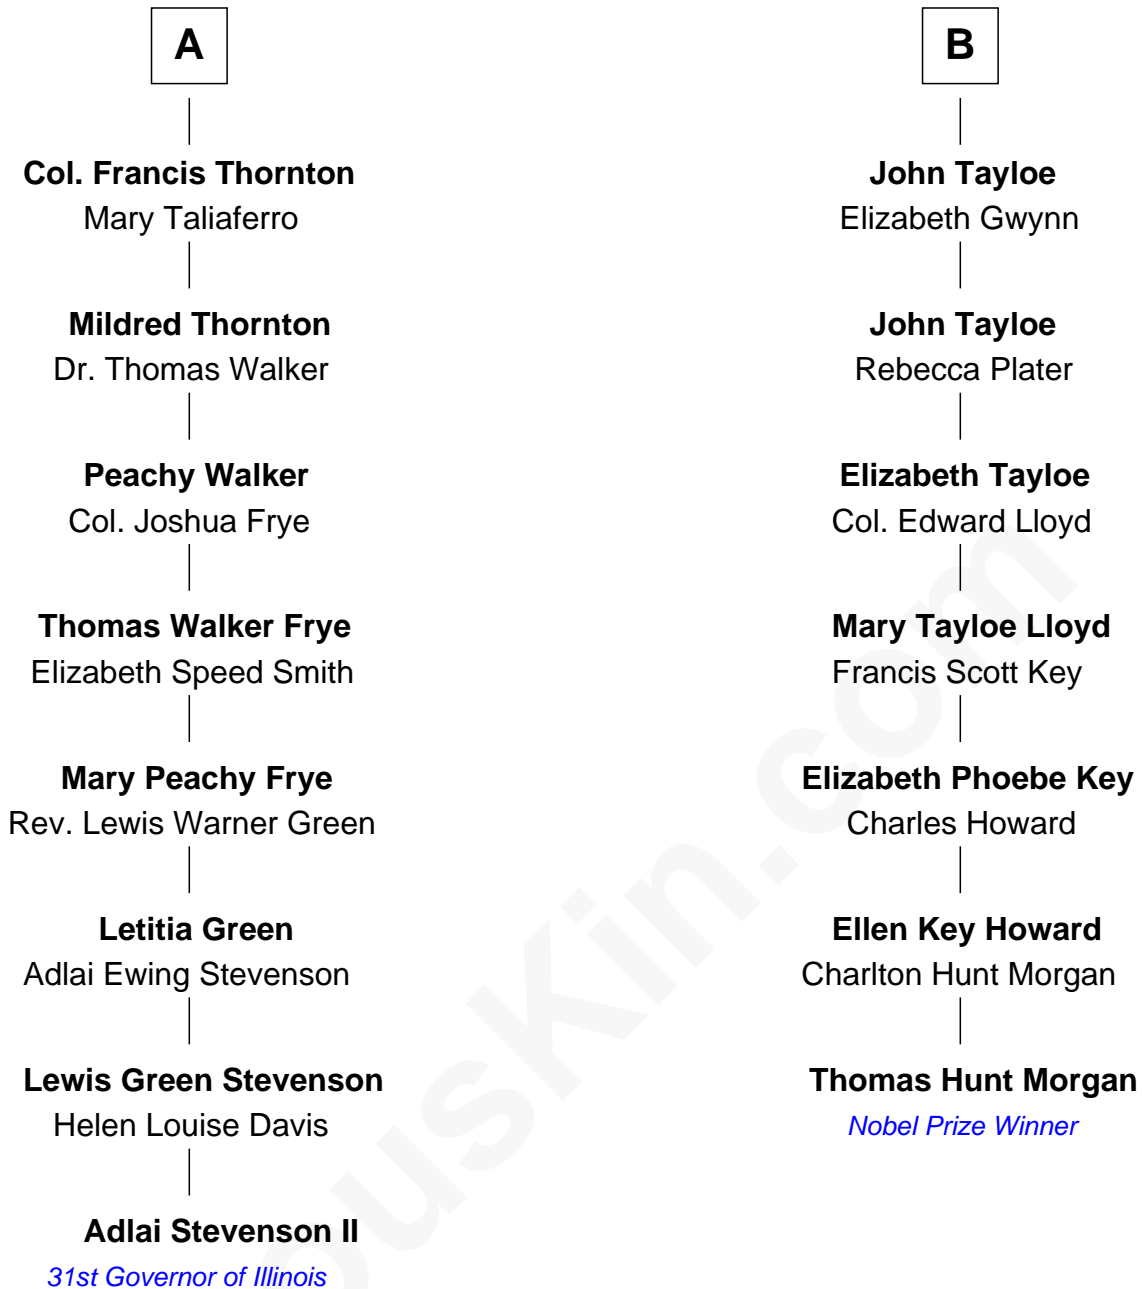 A
Col. Francis Thornton
Mary Taliaferro
Mildred Thornton
Dr. Thomas Walker
Peachy Walker
Col. Joshua Frye
Thomas Walker Frye
Elizabeth Speed Smith
Mary Peachy Frye
Rev. Lewis Warner Green
Letitia Green
Adlai Ewing Stevenson
Lewis Green Stevenson
Helen Louise Davis
Adlai Stevenson II
31st Governor of Illinois
B
John Tayloe
Elizabeth Gwynn
John Tayloe
Rebecca Plater
Elizabeth Tayloe
Col. Edward Lloyd
Mary Tayloe Lloyd
Francis Scott Key
Elizabeth Phoebe Key
Charles Howard
Ellen Key Howard
Charlton Hunt Morgan
Thomas Hunt Morgan
Nobel Prize Winner
ousKin.com